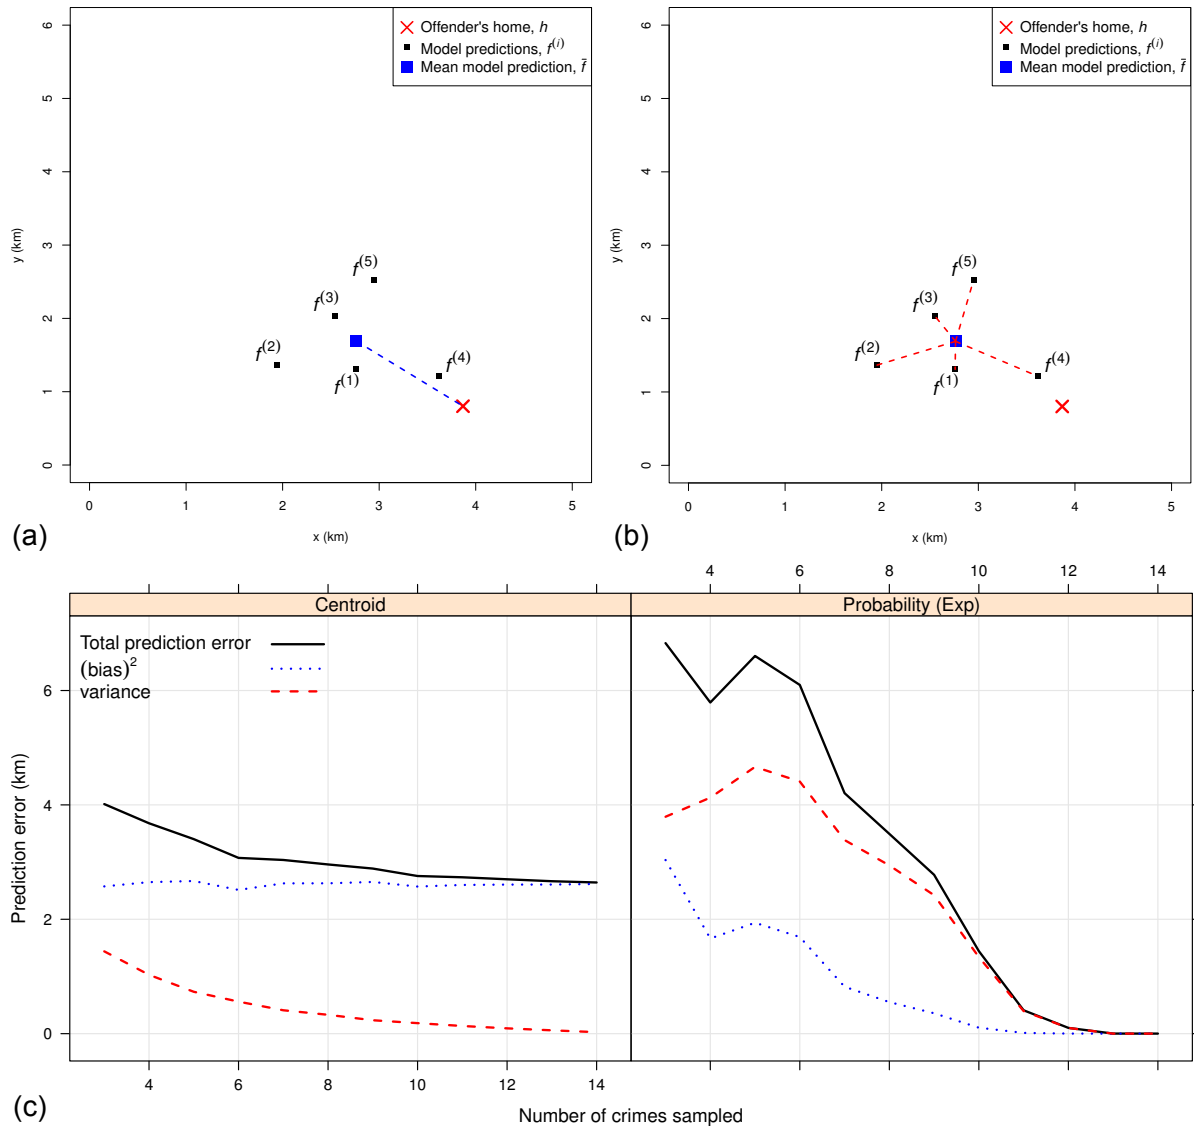 Offender's home, h
Model predictions, f(i)
Mean model prediction, f̄
y (km)
0 1 2 3 4 5 6
f(5)
f(3)
f(2)
f(4)
f(1)
0 1 2 3 4 5
x (km)
(a)
Offender's home, h
Model predictions, f(i)
Mean model prediction, f̄
y (km)
0 1 2 3 4 5 6
f(5)
f(3)
f(2)
f(4)
f(1)
0 1 2 3 4 5
x (km)
(b)
4 6 8 10 12 14
Centroid
Probability (Exp)
Total prediction error
(bias)2
variance
Prediction error (km)
6
4
2
0
4 6 8 10 12 14
Number of crimes sampled
(c)